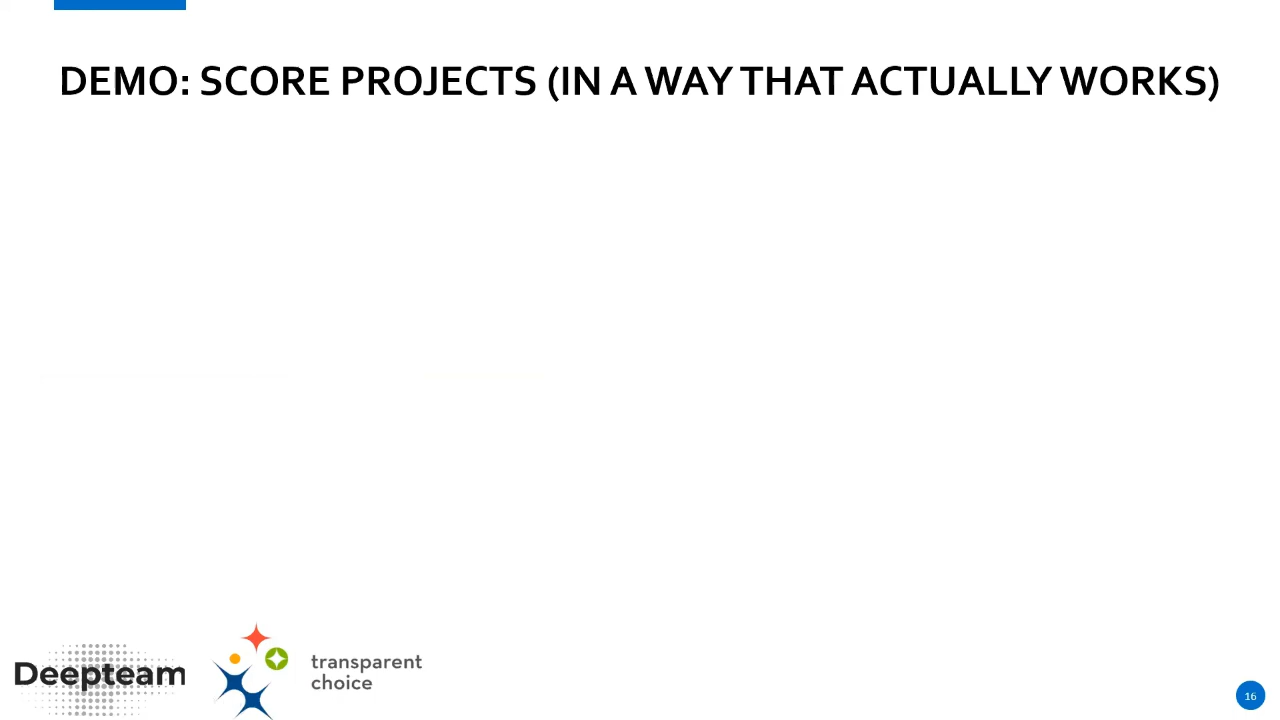 DEMO: SCORE PROJECTS (IN A WAY THAT ACTUALLY WORKS)
Deepteam
transparent
choice
16